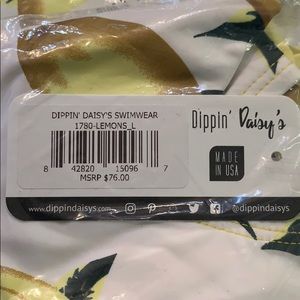 DIPPIN' DAISY'S SWIMWEAR
1780-LEMONS_L
8 42820 15096 7
MSRP $76.00
Dippin' Daisy's
MADE
IN USA
www.dippindaisys
@dippindaisys